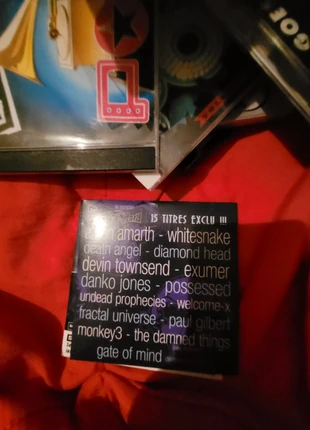 GOE
15 TITRES EXCLU !!!
amarth - whitesnake
death angel - diamond head
devin townsend - exumer
danko jones - possessed
undead prophecies - welcome-x
fractal universe - paul gilbert
monkey3 - the damned things
gate of mind